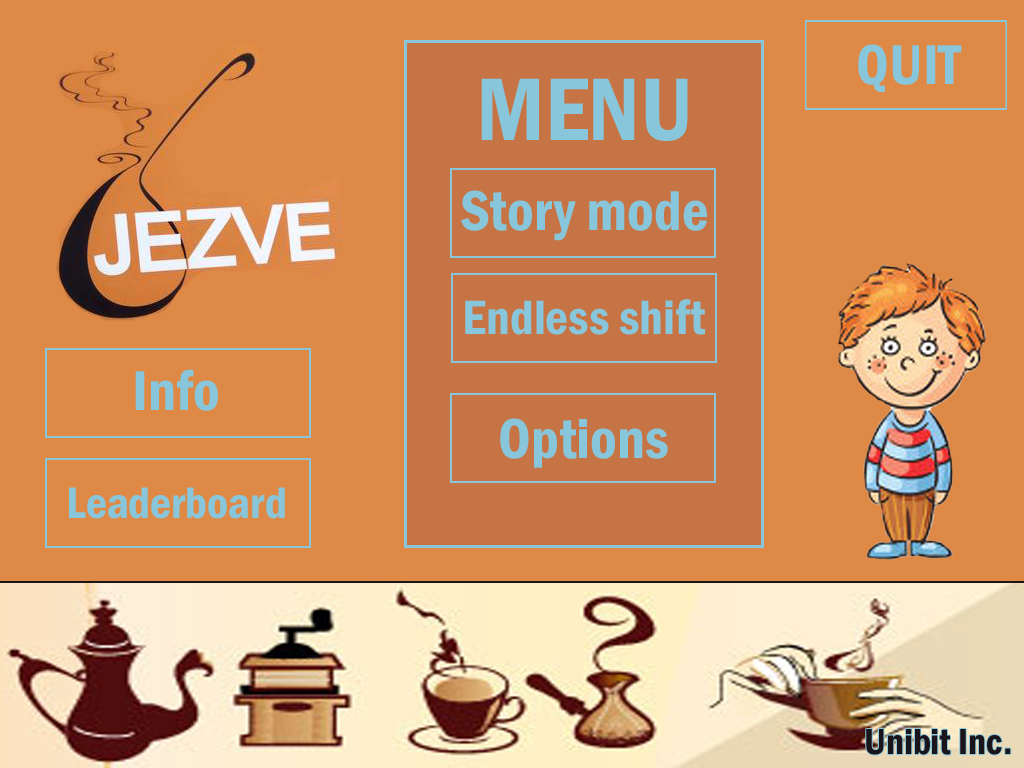 QUIT
MENU
Story mode
JEZVE
Endless shift
Info
Options
Leaderboard
Unibit Inc.